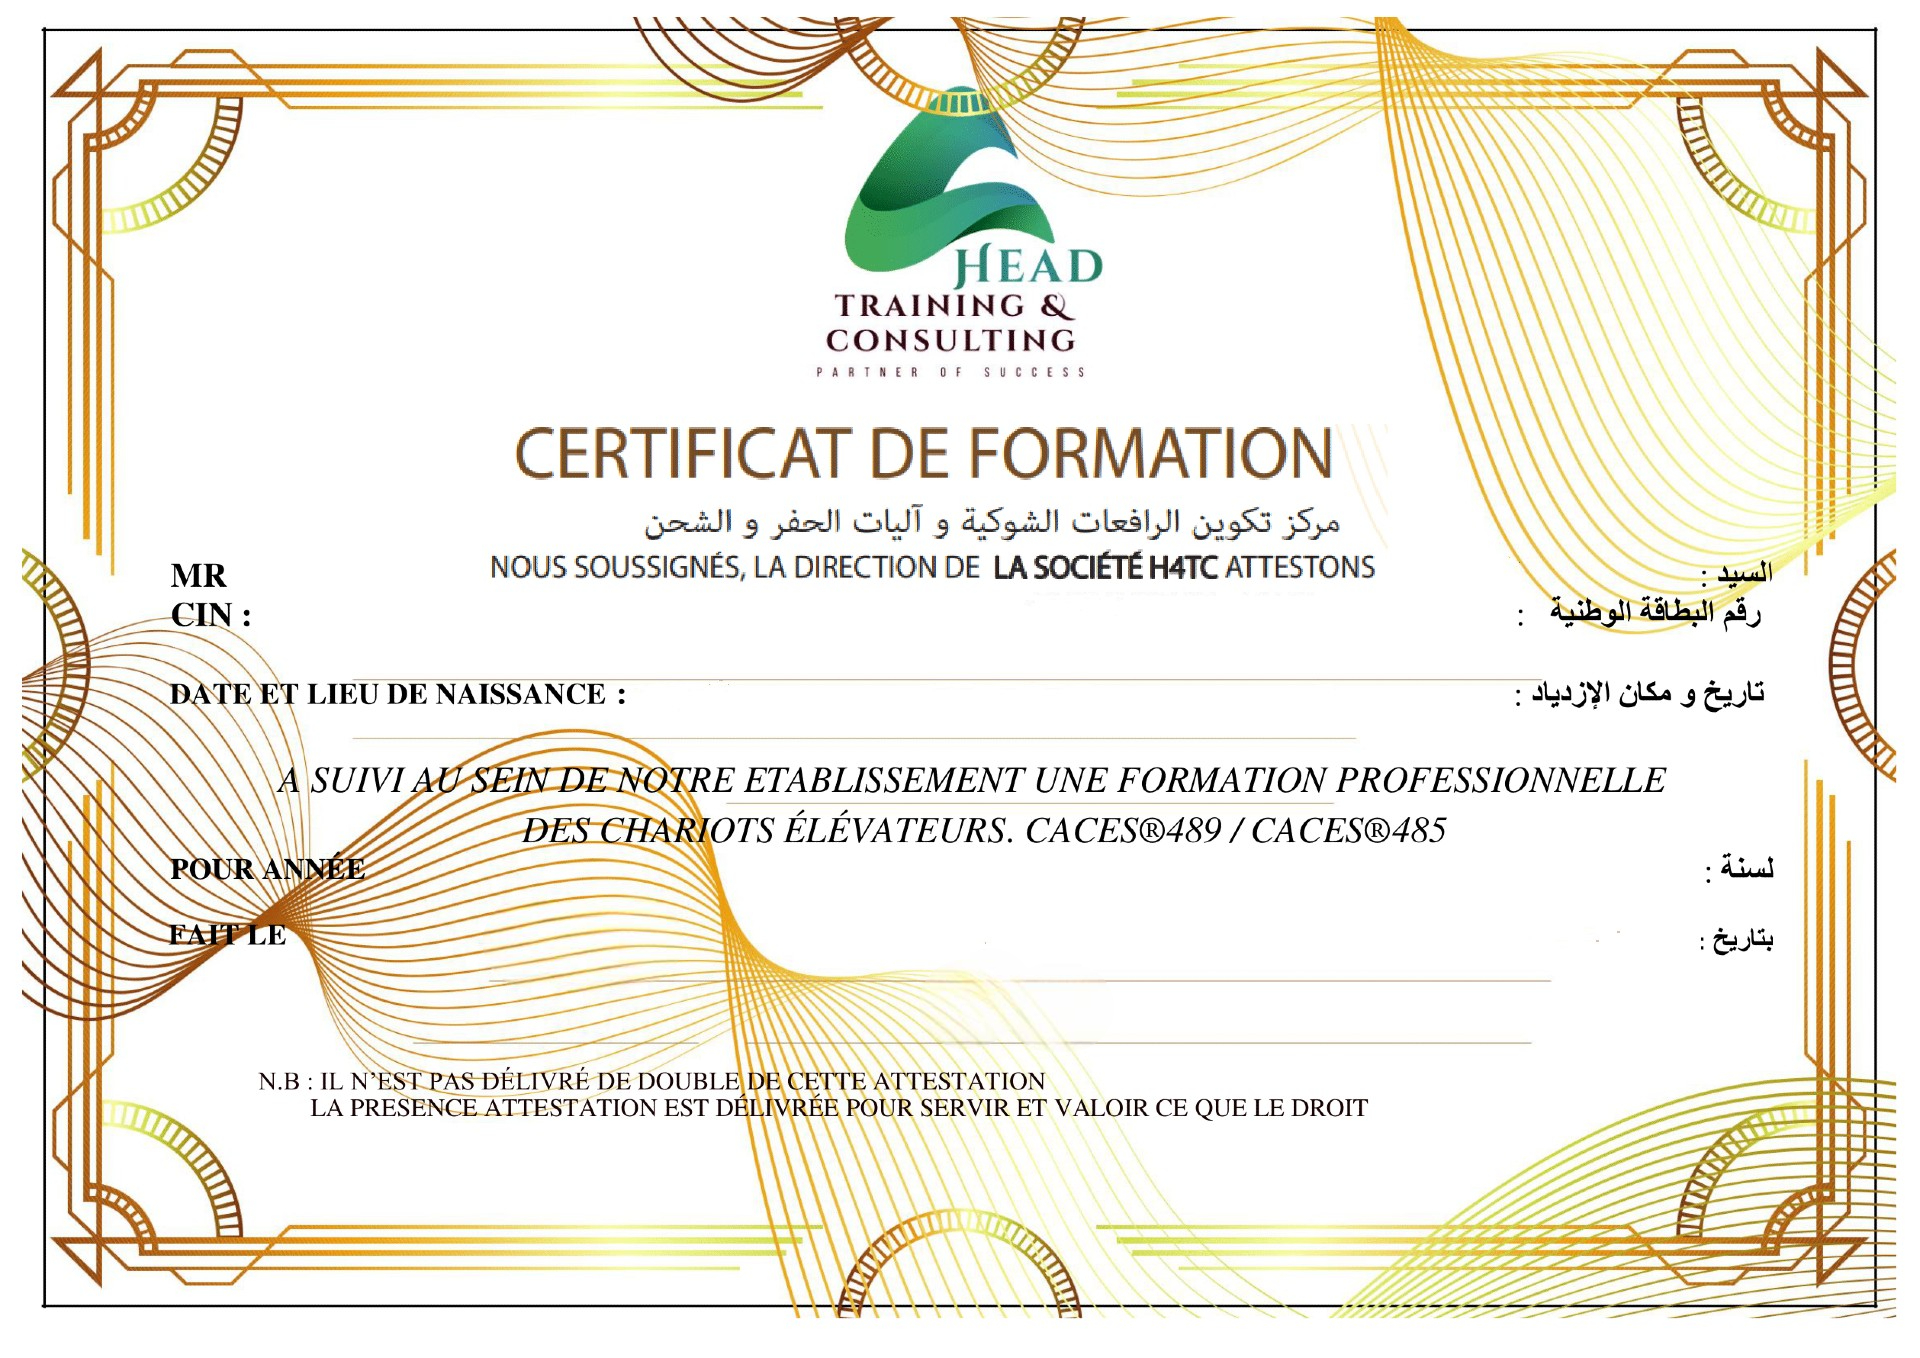 HEAD
TRAINING &
CONSULTING
PARTNER OF SUCCESS
CERTIFICAT DE FORMATION
مركز تكوين الرافعات الشوكية و آليات الحفر و الشحن
NOUS SOUSSIGNÉS, LA DIRECTION DE LA SOCIÉTÉ H4TC ATTESTONS
MR
السيد :
CIN :
رقم البطاقة الوطنية :
DATE ET LIEU DE NAISSANCE :
تاريخ و مكان الإزدياد :
A SUIVI AU SEIN DE NOTRE ETABLISSEMENT UNE FORMATION PROFESSIONNELLE
DES CHARIOTS ÉLÉVATEURS. CACES®489 / CACES®485
POUR ANNÉE
لسنة :
FAIT LE
بتاريخ :
N.B : IL N’EST PAS DÉLIVRÉ DE DOUBLE DE CETTE ATTESTATION
LA PRESENCE ATTESTATION EST DÉLIVRÉE POUR SERVIR ET VALOIR CE QUE LE DROIT